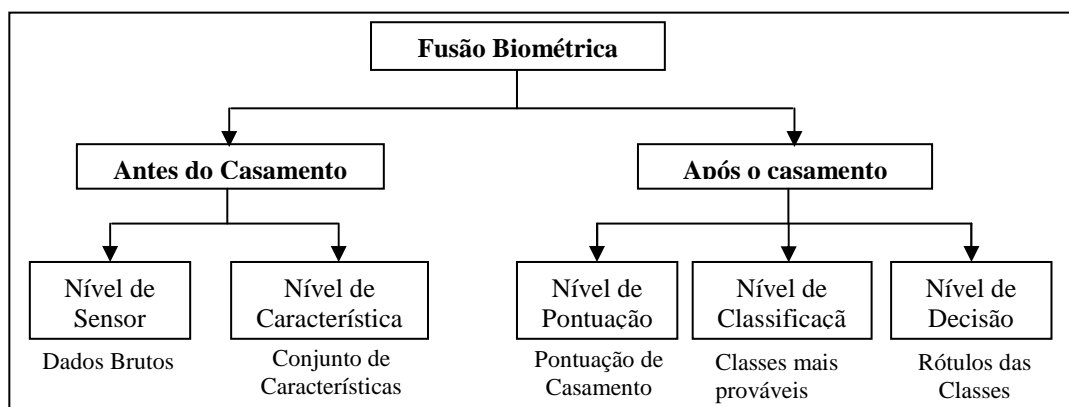 Fusão Biométrica
Antes do Casamento
Após o casamento
Nível de
Sensor
Nível de
Característica
Nível de
Pontuação
Nível de
Classificaçã
Nível de
Decisão
Dados Brutos
Conjunto de
Características
Pontuação de
Casamento
Classes mais
prováveis
Rótulos das
Classes